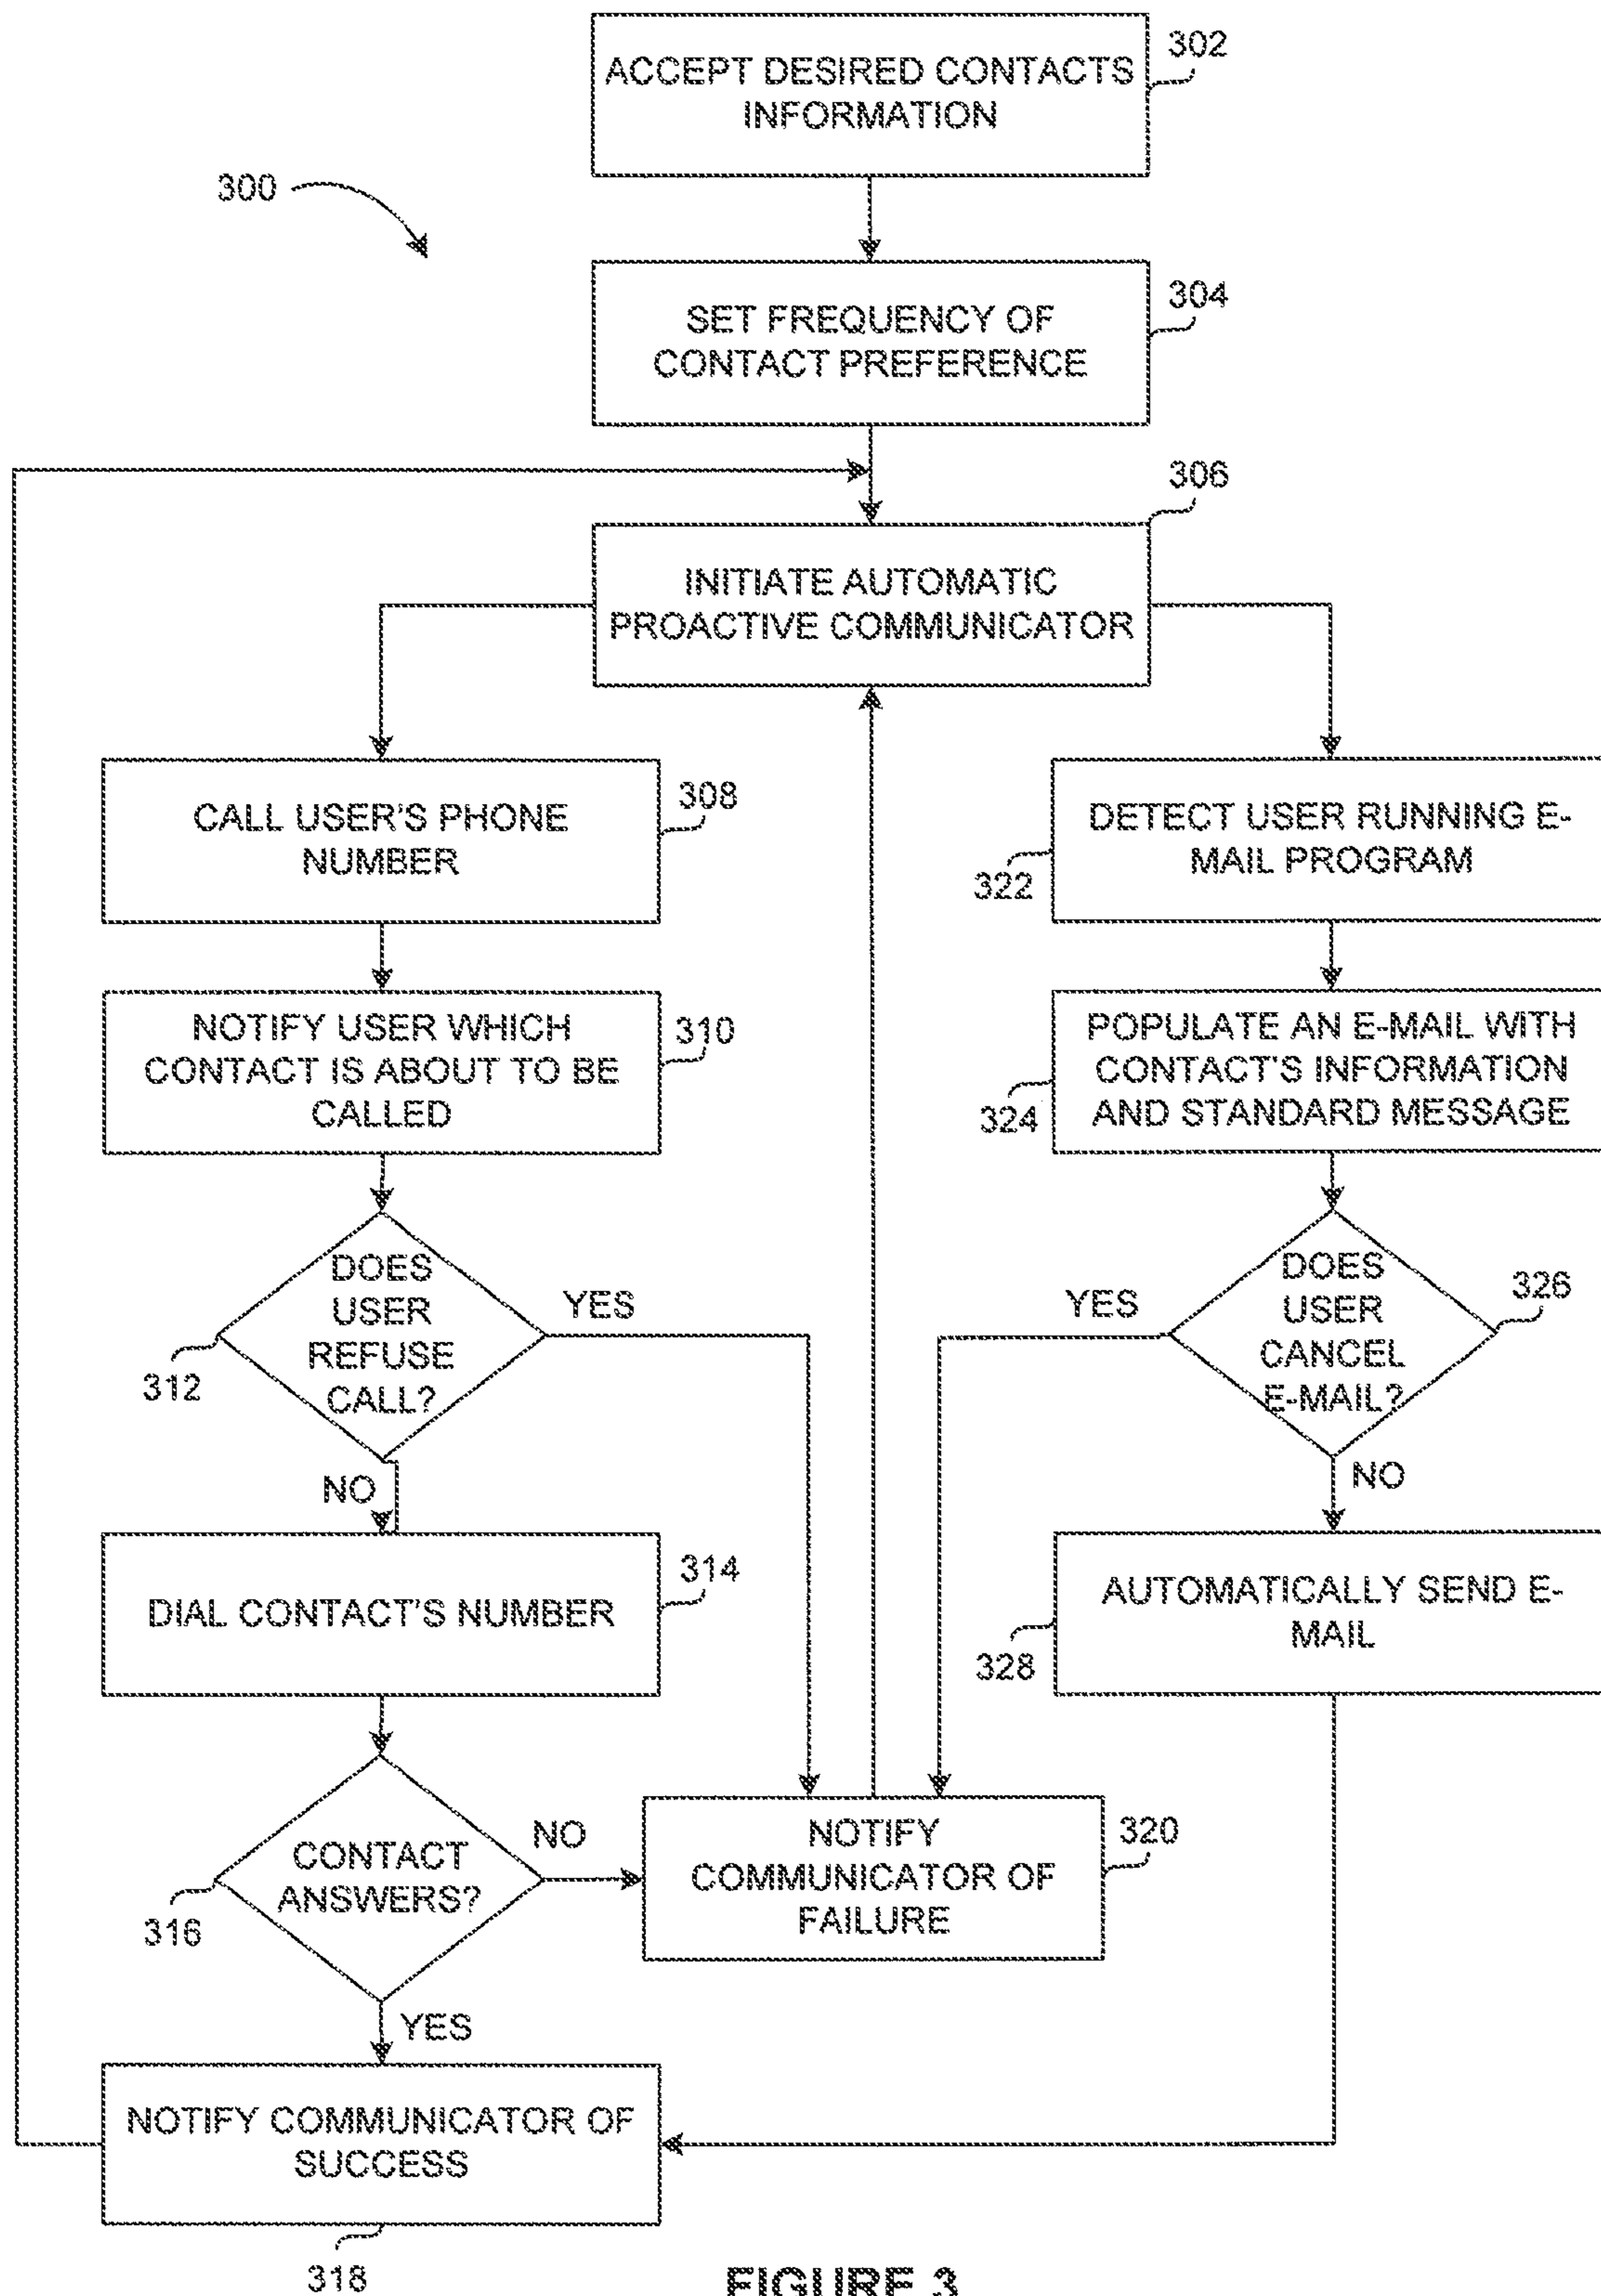 ACCEPT DESIRED CONTACTS
INFORMATION
302
300
SET FREQUENCY OF
CONTACT PREFERENCE
304
306
INITIATE AUTOMATIC
PROACTIVE COMMUNICATOR
CALL USER'S PHONE
NUMBER
308
DETECT USER RUNNING E-
MAIL PROGRAM
322
NOTIFY USER WHICH
CONTACT IS ABOUT TO BE
CALLED
310
POPULATE AN E-MAIL WITH
CONTACT'S INFORMATION
AND STANDARD MESSAGE
324
DOES
USER
REFUSE
CALL?
YES
312
NO
YES
DOES
USER
CANCEL
E-MAIL?
326
NO
DIAL CONTACT'S NUMBER
314
AUTOMATICALLY SEND E-
MAIL
328
CONTACT
ANSWERS?
NO
316
YES
NOTIFY
COMMUNICATOR OF
FAILURE
320
NOTIFY COMMUNICATOR OF
SUCCESS
318
FIGURE 3